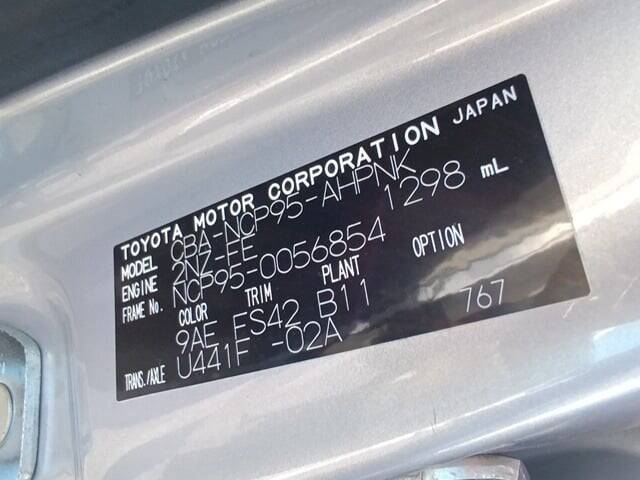 TOYOTA MOTOR CORPORATION JAPAN
MODEL CBA-NCP95-AHPNK
ENGINE 2NZ-FE 1298 mL
FRAME No. NCP95-0056854
COLOR TRIM PLANT OPTION
9AE FS42 B11 767
TRANS./AXLE U441F -02A